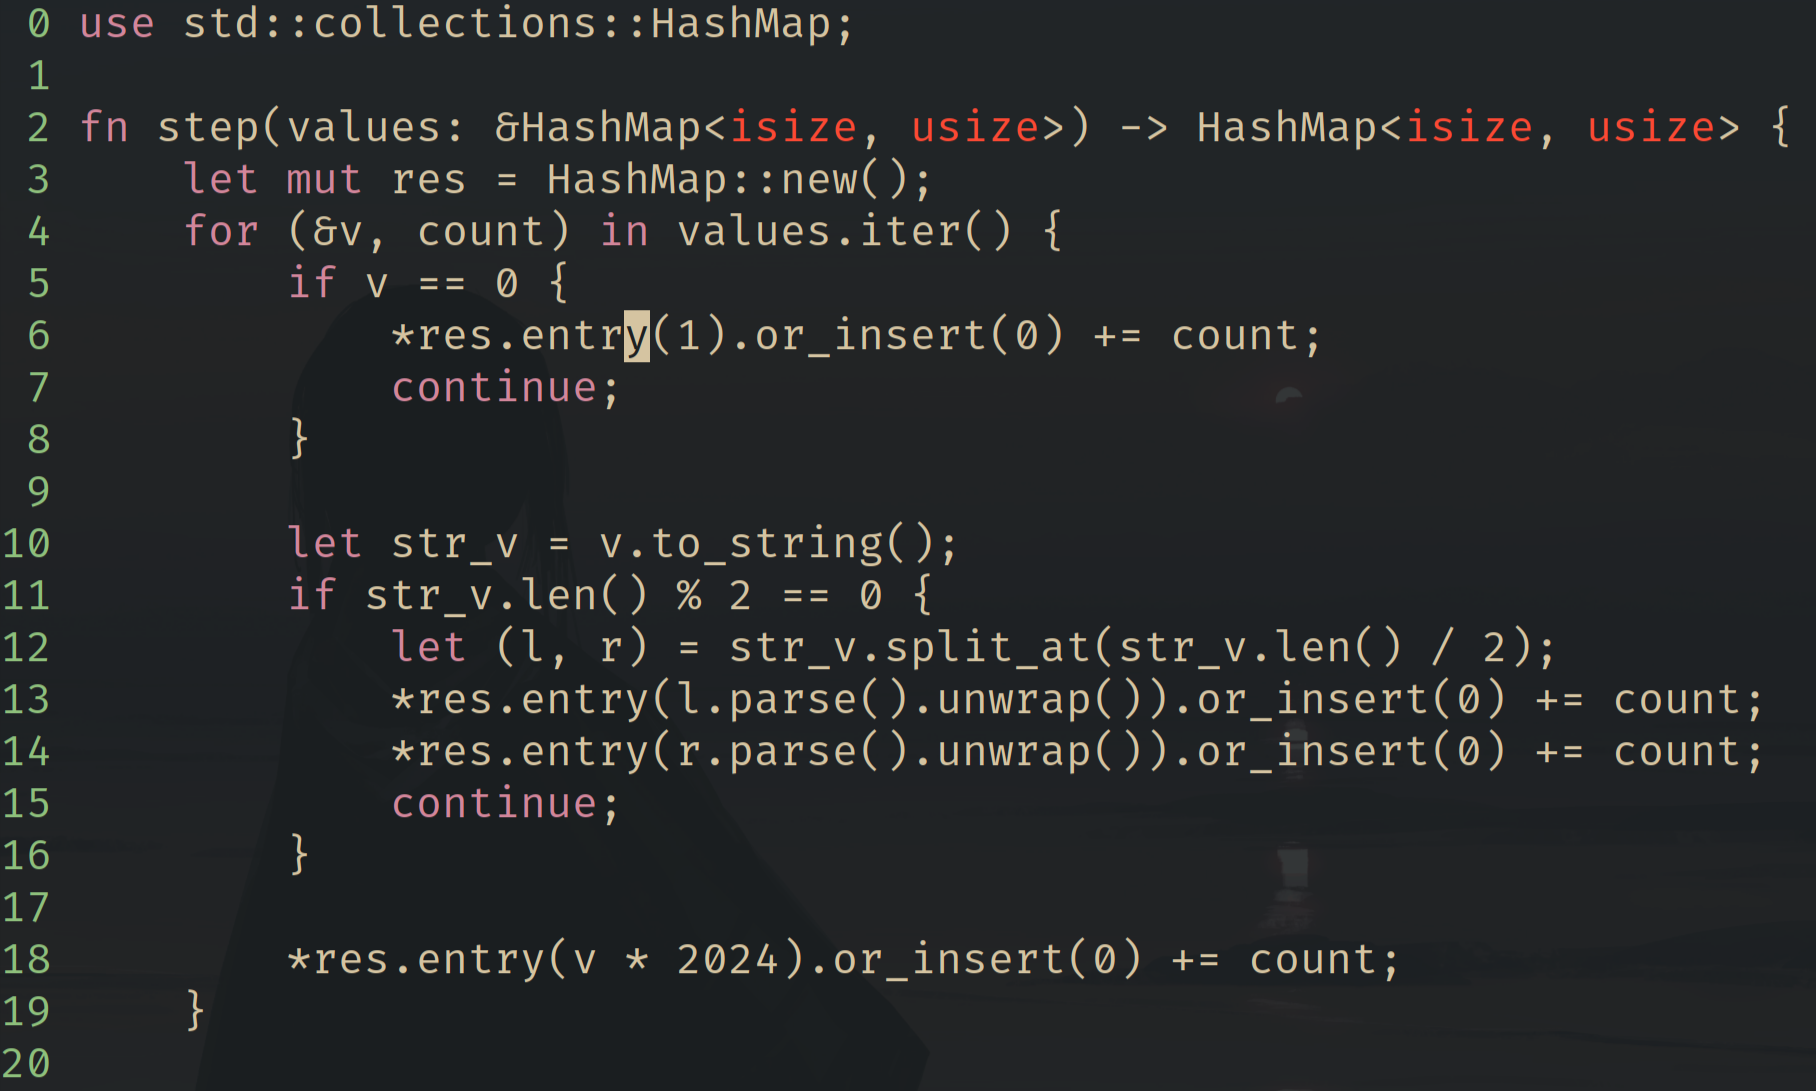 0 use std::collections::HashMap;
1
2 fn step(values: &HashMap<isize, usize>) -> HashMap<isize, usize> {
3     let mut res = HashMap::new();
4     for (&v, count) in values.iter() {
5         if v == 0 {
6             *res.entry(1).or_insert(0) += count;
7             continue;
8         }
9
10         let str_v = v.to_string();
11         if str_v.len() % 2 == 0 {
12             let (l, r) = str_v.split_at(str_v.len() / 2);
13             *res.entry(l.parse().unwrap()).or_insert(0) += count;
14             *res.entry(r.parse().unwrap()).or_insert(0) += count;
15             continue;
16         }
17
18         *res.entry(v * 2024).or_insert(0) += count;
19     }
20